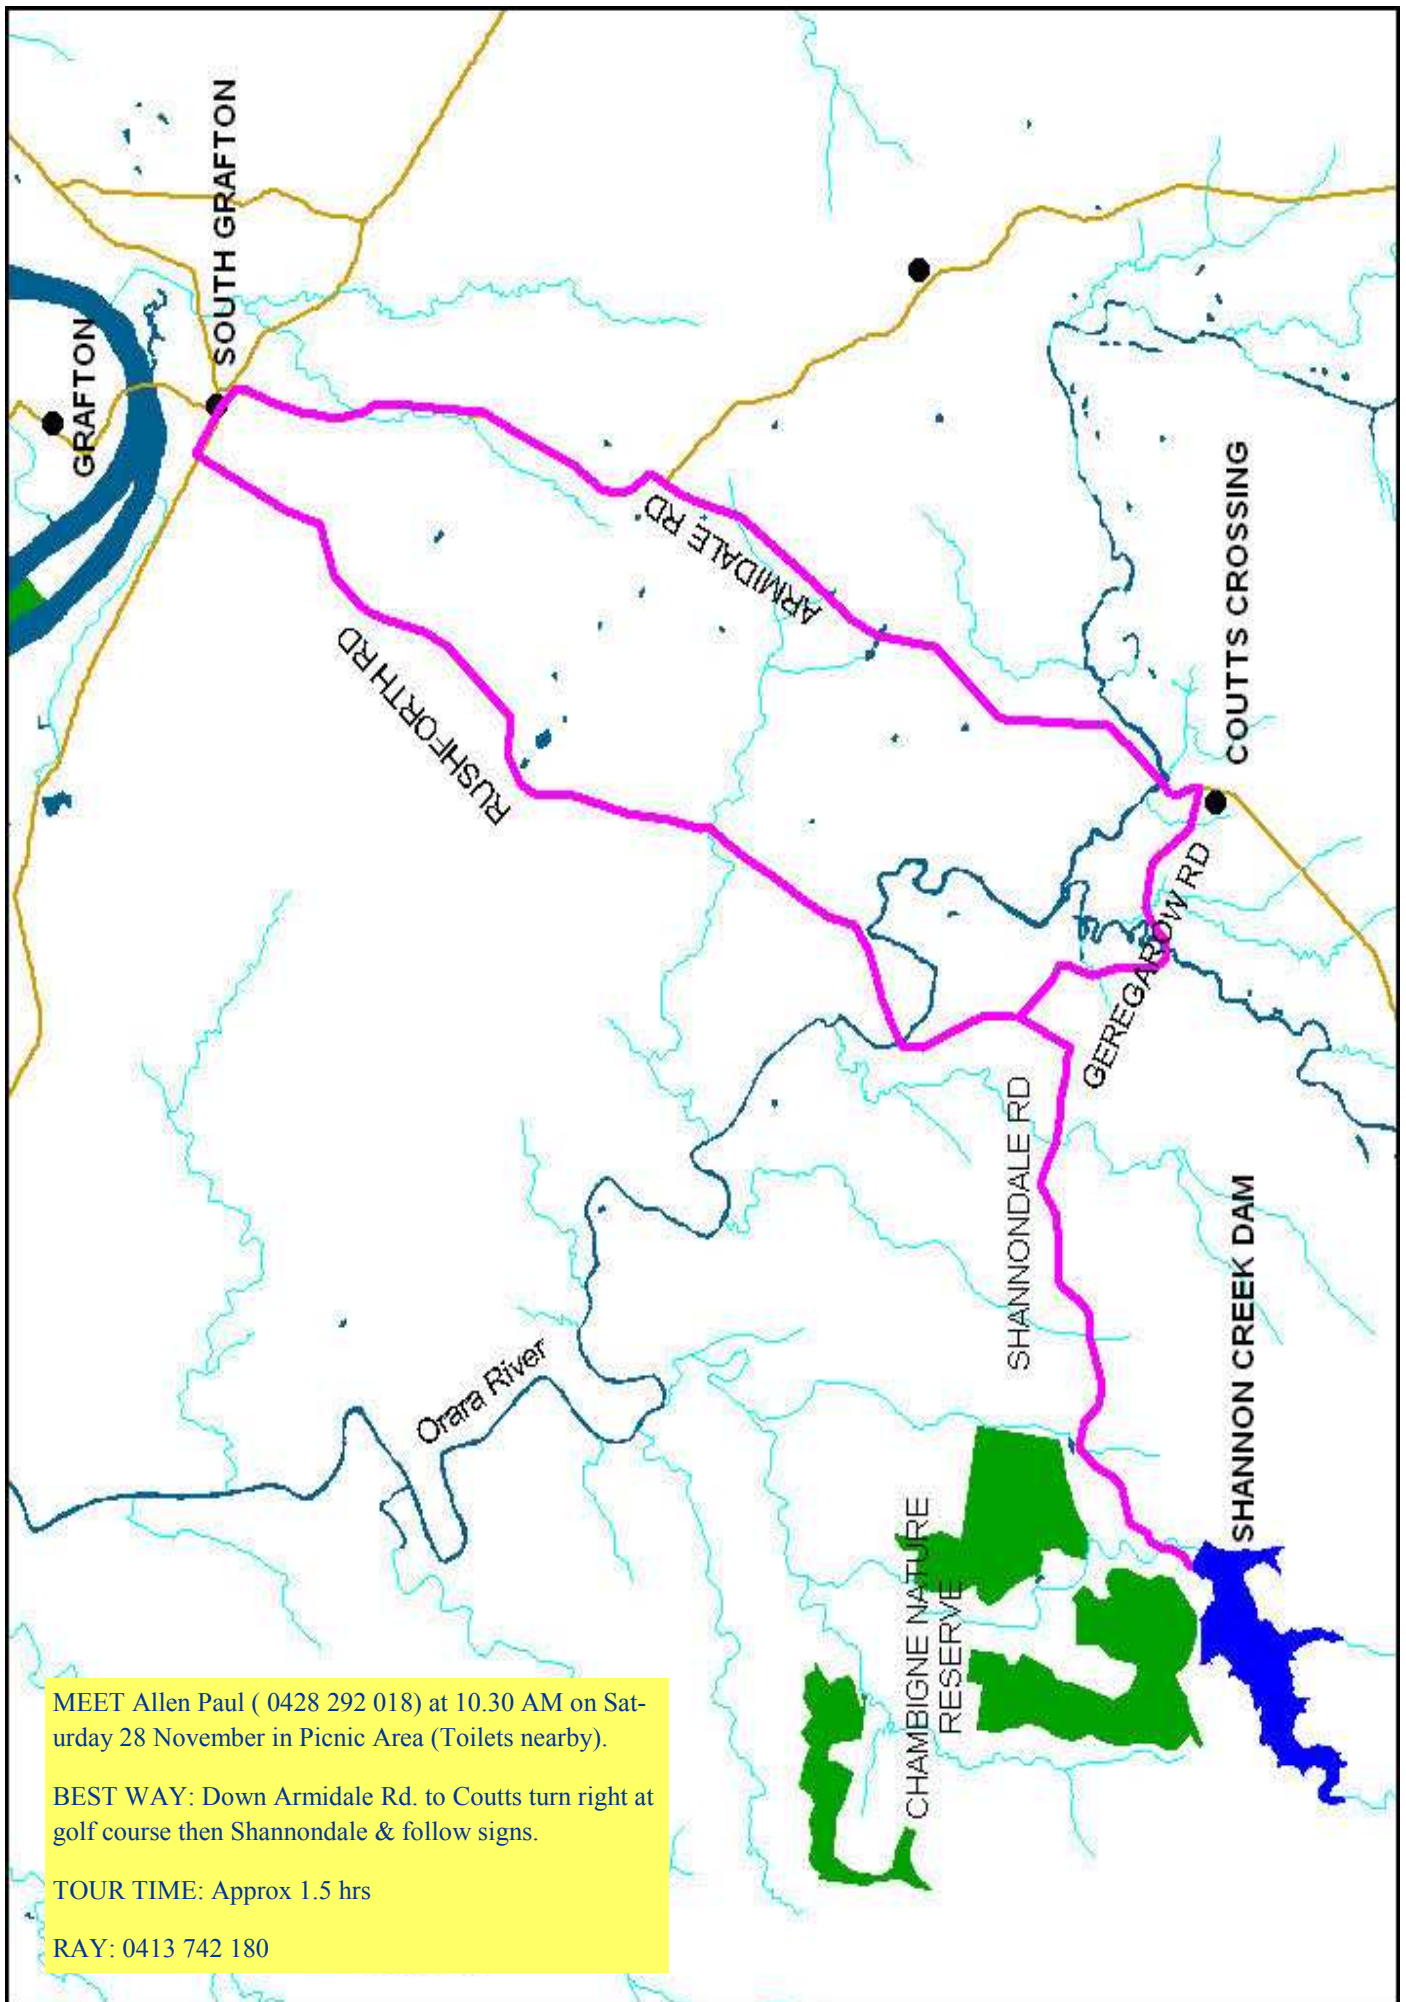 GRAFTON
SOUTH GRAFTON
ARMIDALE RD
RUSHFORTH RD
COUTTS CROSSING
GEREGAROW RD
SHANNONDALE RD
SHANNON CREEK DAM
Orara River
CHAMBIGNE NATURE
RESERVE
MEET Allen Paul ( 0428 292 018) at 10.30 AM on Sat-
urday 28 November in Picnic Area (Toilets nearby).
BEST WAY: Down Armidale Rd. to Coutts turn right at
golf course then Shannondale & follow signs.
TOUR TIME: Approx 1.5 hrs
RAY: 0413 742 180